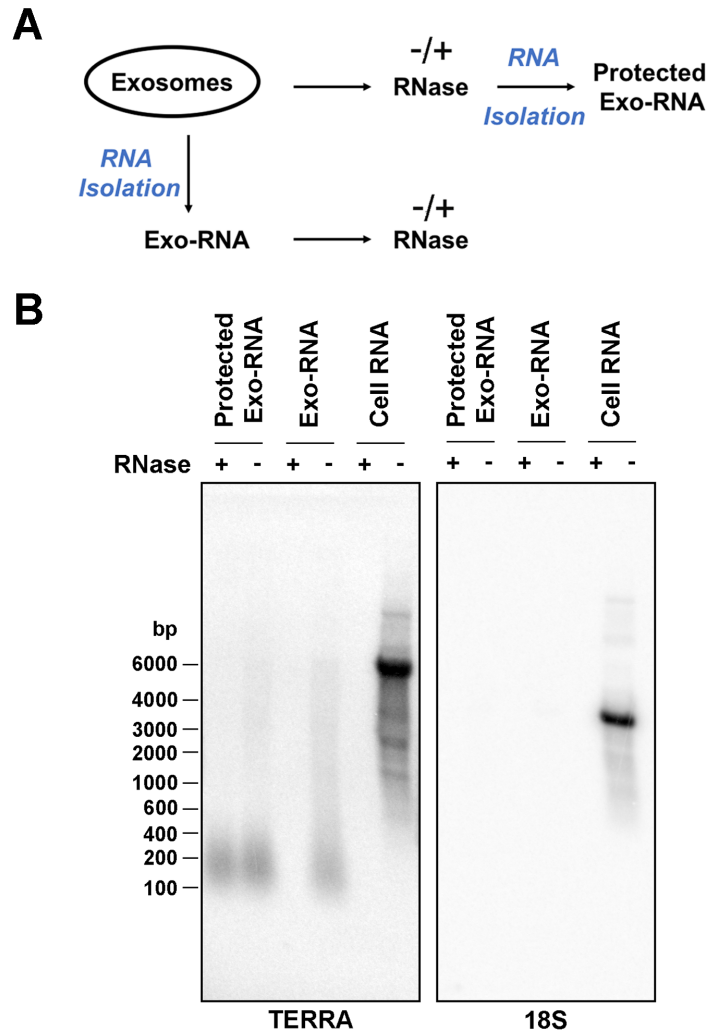 A
Exosomes
-/+
RNase
RNA
Isolation
Protected
Exo-RNA
RNA
Isolation
Exo-RNA
-/+
RNase
B
Protected
Exo-RNA
Exo-RNA
Cell RNA
Protected
Exo-RNA
Exo-RNA
Cell RNA
RNase + - + - + - + - + - + -
bp
6000
4000
3000
2000
1000
600
400
200
100
TERRA
18S